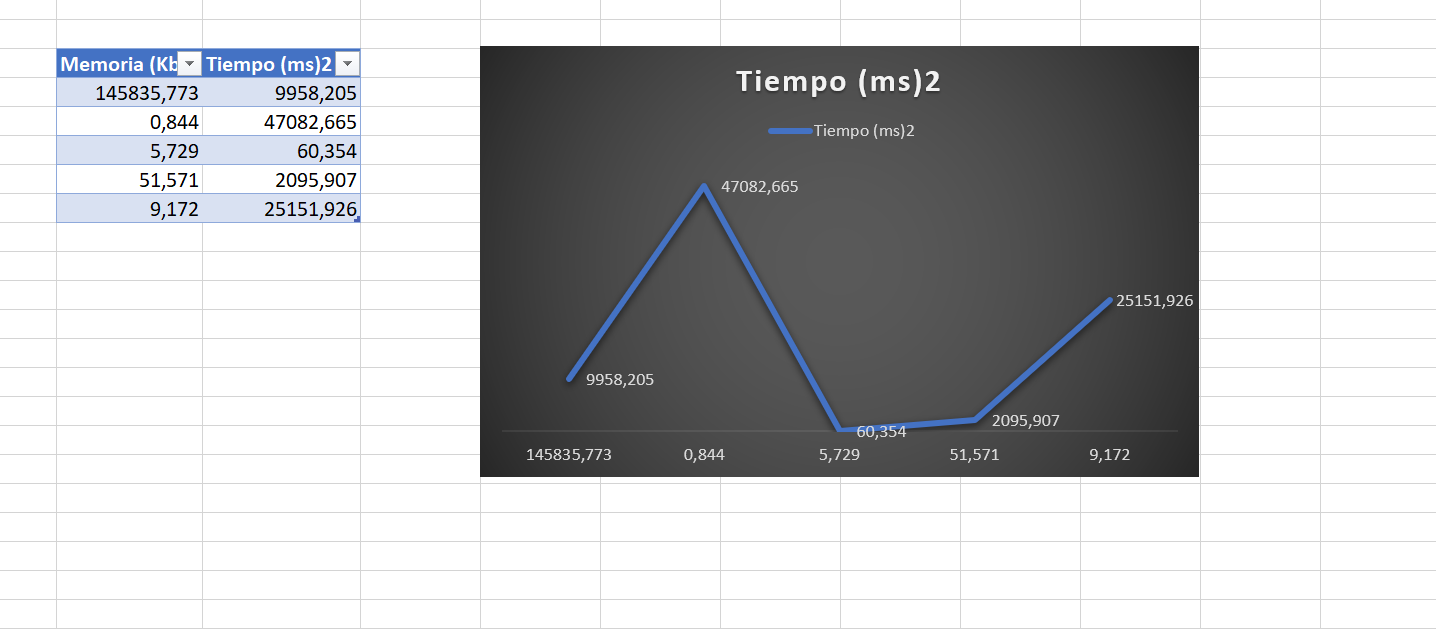 Memoria (Kb Tiempo (ms)2
145835,773 9958,205
0,844 47082,665
5,729 60,354
51,571 2095,907
9,172 25151,926
Tiempo (ms)2
Tiempo (ms)2
47082,665
25151,926
9958,205
2095,907
60,354
145835,773 0,844 5,729 51,571 9,172